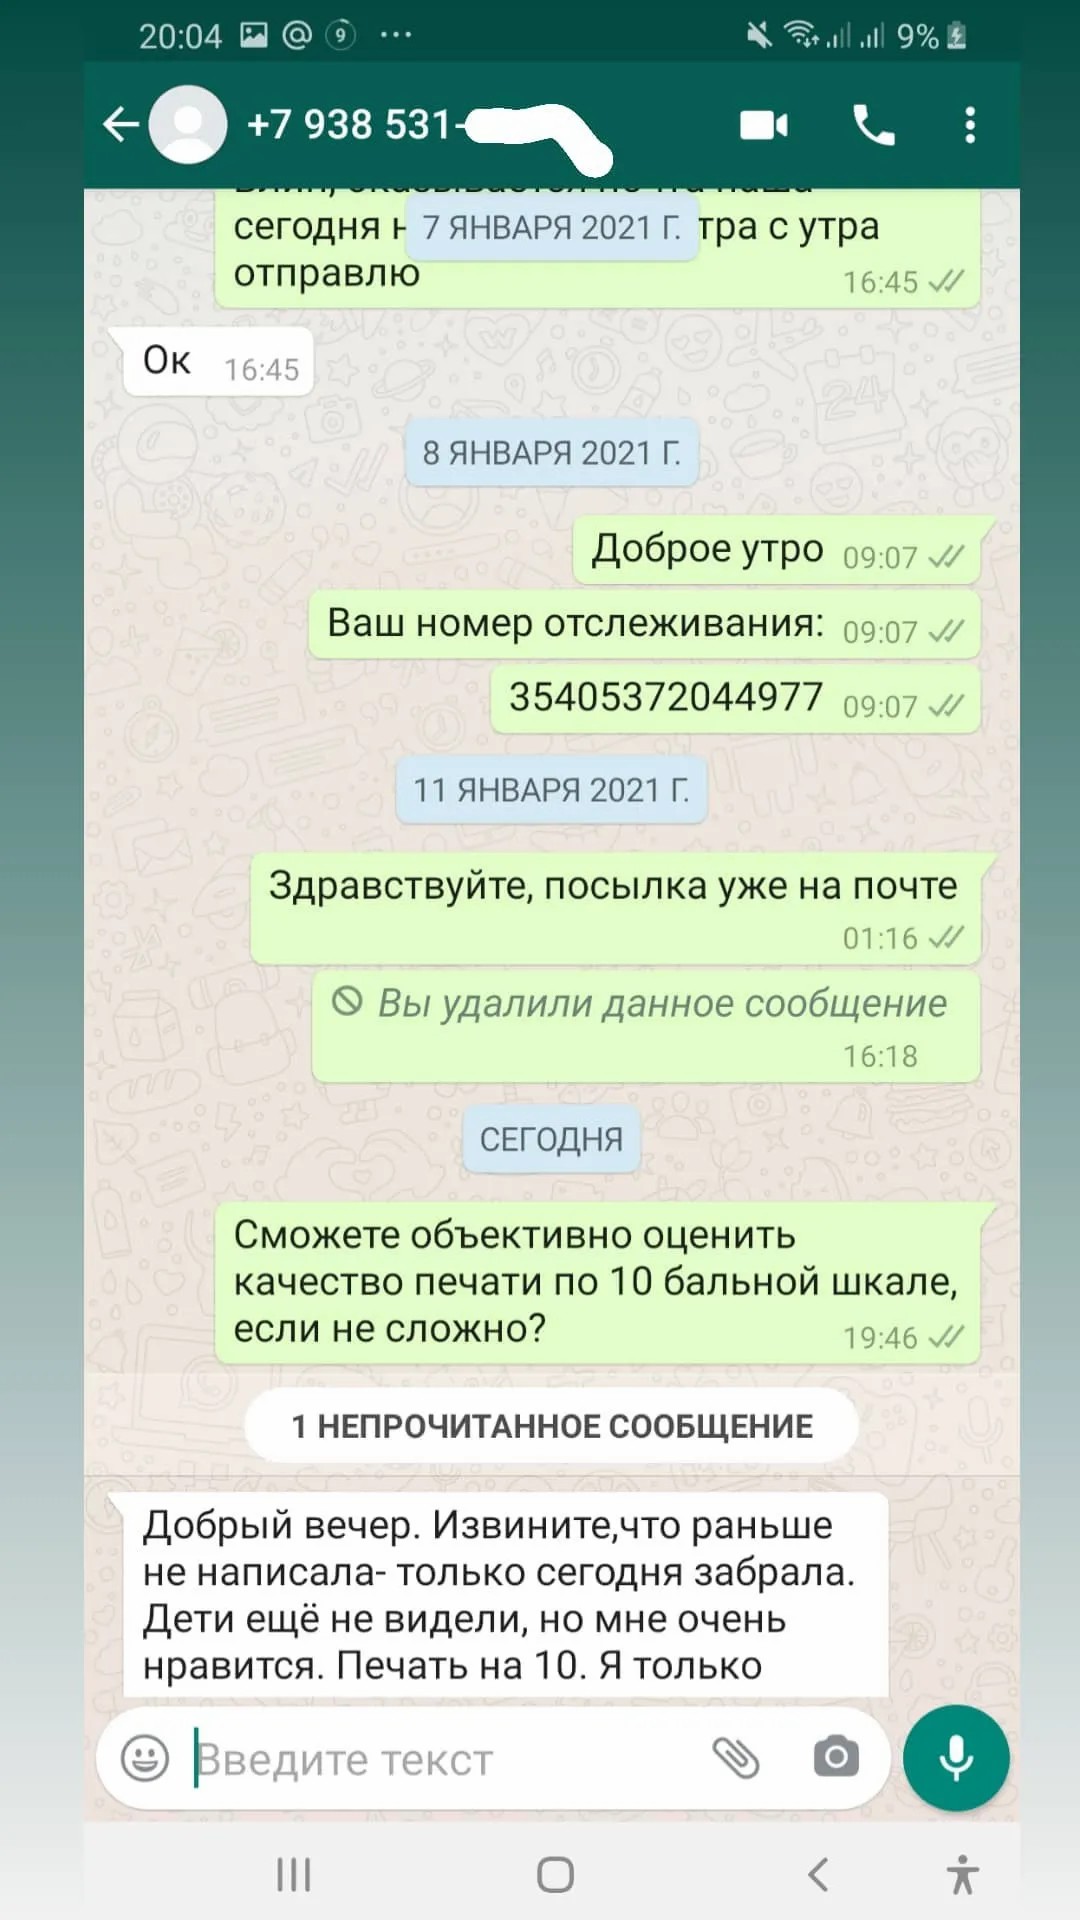 20:04
9
9%
+7 938 531-
сегодня н
7 ЯНВАРЯ 2021 Г.
тра с утра
отправлю
16:45
Ок 16:45
8 ЯНВАРЯ 2021 Г.
Доброе утро 09:07
Ваш номер отслеживания: 09:07
35405372044977 09:07
11 ЯНВАРЯ 2021 Г.
Здравствуйте, посылка уже на почте
01:16
Вы удалили данное сообщение
16:18
СЕГОДНЯ
Сможете объективно оценить
качество печати по 10 бальной шкале,
если не сложно?
19:46
1 НЕПРОЧИТАННОЕ СООБЩЕНИЕ
Добрый вечер. Извините,что раньше
не написала- только сегодня забрала.
Дети ещё не видели, но мне очень
нравится. Печать на 10. Я только
Введите текст